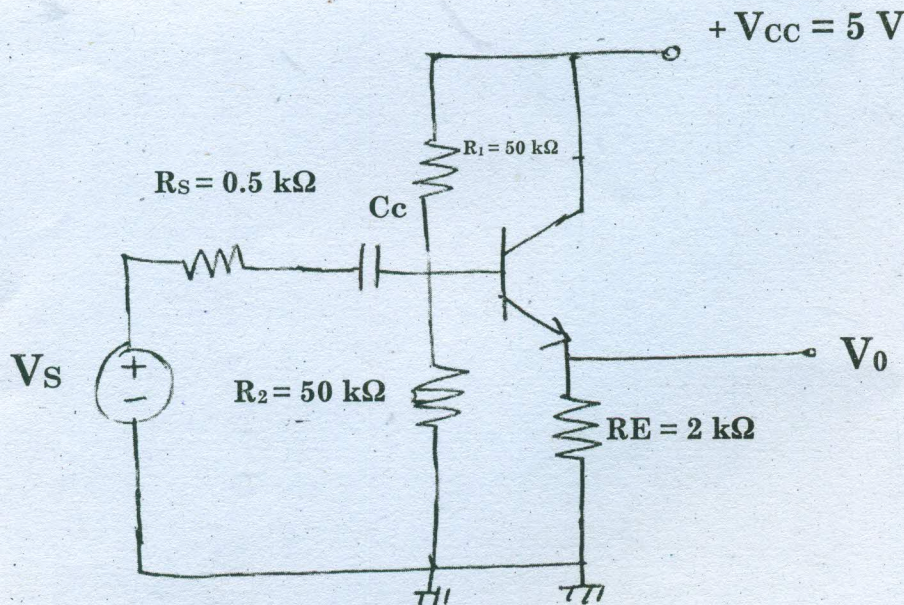 + VCC = 5 V
R1 = 50 kΩ
RS = 0.5 kΩ
Cc
VS
+
-
R2 = 50 kΩ
V0
RE = 2 kΩ